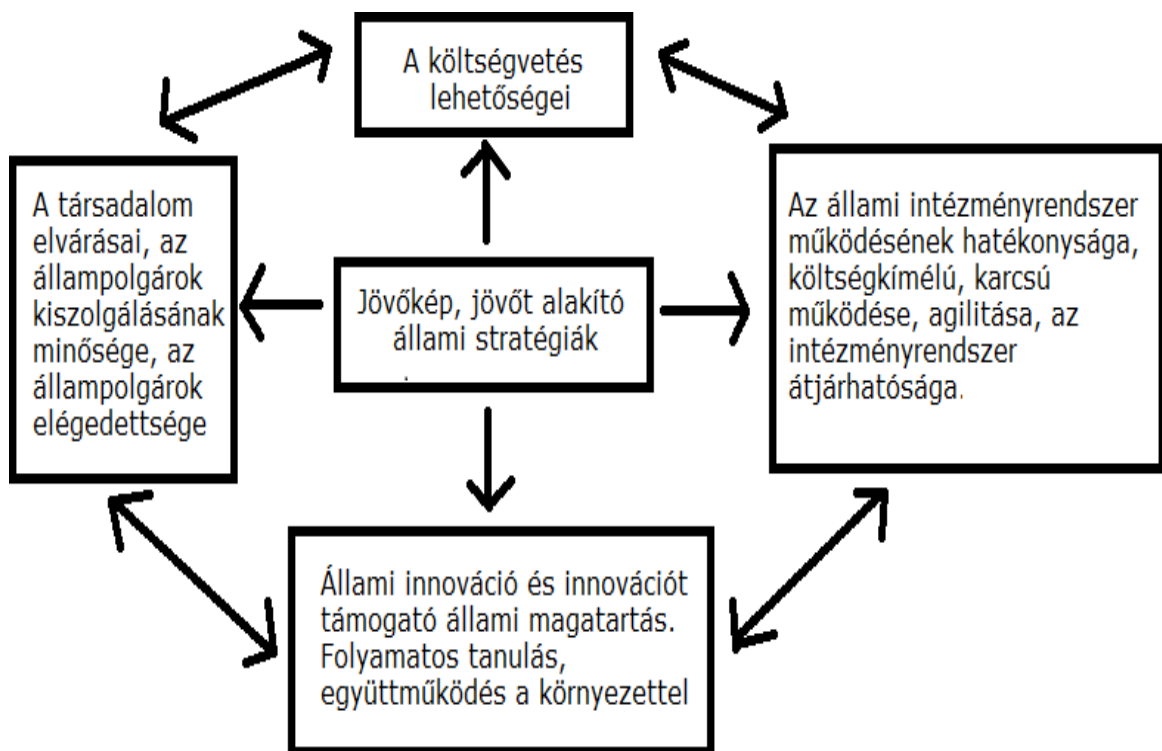 A költségvetés
lehetőségei
A társadalom
elvárásai, az
állampolgárok
kiszolgálásának
minősége, az
állampolgárok
elégedettsége
Jövőkép, jövőt alakító
állami stratégiák
Az állami intézményrendszer
működésének hatékonysága,
költségkímélú, karcsú
működése, agilitása, az
intézményrendszer
átjárhatósága.
Állami innováció és innovációt
támogató állami magatartás.
Folyamatos tanulás,
együttműködés a környezettel